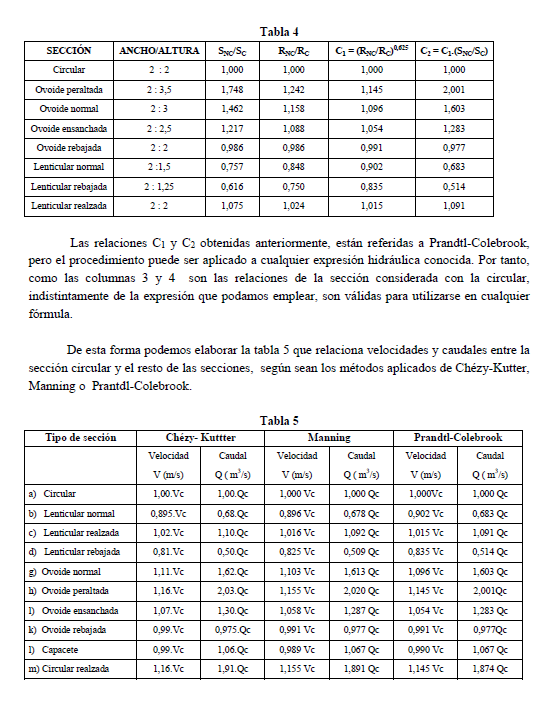 Tabla 4
SECCIÓN ANCHO/ALTURA S_NC/S_C R_NC/R_C C₁ = (R_NC/R_C)^0,625 C₂ = C₁.(S_NC/S_C)
Circular 2 : 2 1,000 1,000 1,000 1,000
Ovoide peraltada 2 : 3,5 1,748 1,242 1,145 2,001
Ovoide normal 2 : 3 1,462 1,158 1,096 1,603
Ovoide ensanchada 2 : 2,5 1,217 1,088 1,054 1,283
Ovoide rebajada 2 : 2 0,986 0,986 0,991 0,977
Lenticular normal 2 :1,5 0,757 0,848 0,902 0,683
Lenticular rebajada 2 : 1,25 0,616 0,750 0,835 0,514
Lenticular realzada 2 : 2 1,075 1,024 1,015 1,091
Las relaciones C₁ y C₂ obtenidas anteriormente, están referidas a Prandtl-Colebrook,
pero el procedimiento puede ser aplicado a cualquier expresión hidráulica conocida. Por tanto,
como las columnas 3 y 4 son las relaciones de la sección considerada con la circular,
indistintamente de la expresión que podamos emplear, son válidas para utilizarse en cualquier
fórmula.
De esta forma podemos elaborar la tabla 5 que relaciona velocidades y caudales entre la
sección circular y el resto de las secciones, según sean los métodos aplicados de Chézy-Kutter,
Manning o Prantdl-Colebrook.
Tabla 5
Tipo de sección Chézy- Kuttter Manning Prandtl-Colebrook
Velocidad Caudal Velocidad Caudal Velocidad Caudal
V (m/s) Q ( m³/s) V (m/s) Q ( m³/s) V (m/s) Q ( m³/s)
a) Circular 1,00.Vc 1,00.Qc 1,000 Vc 1,000 Qc 1,000Vc 1,000 Qc
b) Lenticular normal 0,895.Vc 0,68.Qc 0,896 Vc 0,678 Qc 0,902 Vc 0,683 Qc
c) Lenticular realzada 1,02.Vc 1,10.Qc 1,016 Vc 1,092 Qc 1,015 Vc 1,091 Qc
d) Lenticular rebajada 0,81.Vc 0,50.Qc 0,825 Vc 0,509 Qc 0,835 Vc 0,514 Qc
g) Ovoide normal 1,11.Vc 1,62.Qc 1,103 Vc 1,613 Qc 1,096 Vc 1,603 Qc
h) Ovoide peraltada 1,16.Vc 2,03.Qc 1,155 Vc 2,020 Qc 1,145 Vc 2,001Qc
l) Ovoide ensanchada 1,07.Vc 1,30.Qc 1,058 Vc 1,287 Qc 1,054 Vc 1,283 Qc
k) Ovoide rebajada 0,99.Vc 0,975.Qc 0,991 Vc 0,977 Qc 0,991 Vc 0,977Qc
l) Capacete 0,99.Vc 1,06.Qc 0,989 Vc 1,067 Qc 0,990 Vc 1,067 Qc
m) Circular realzada 1,16.Vc 1,91.Qc 1,155 Vc 1,891 Qc 1,145 Vc 1,874 Qc